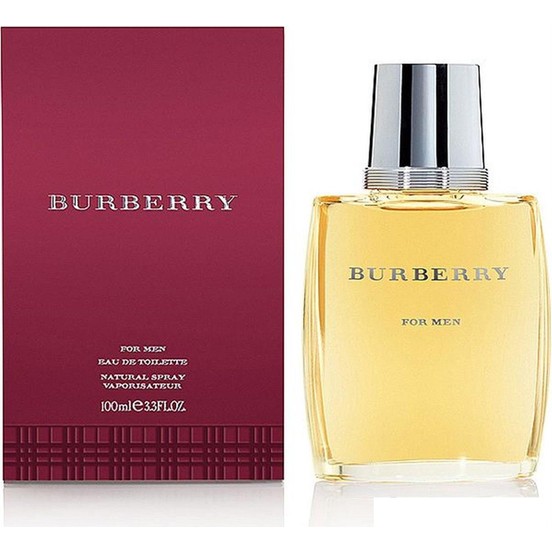 BURBERRY
FOR MEN
EAU DE TOILETTE
NATURAL SPRAY
VAPORISATEUR
100ml e 3.3FL.OZ.
BURBERRY
FOR MEN